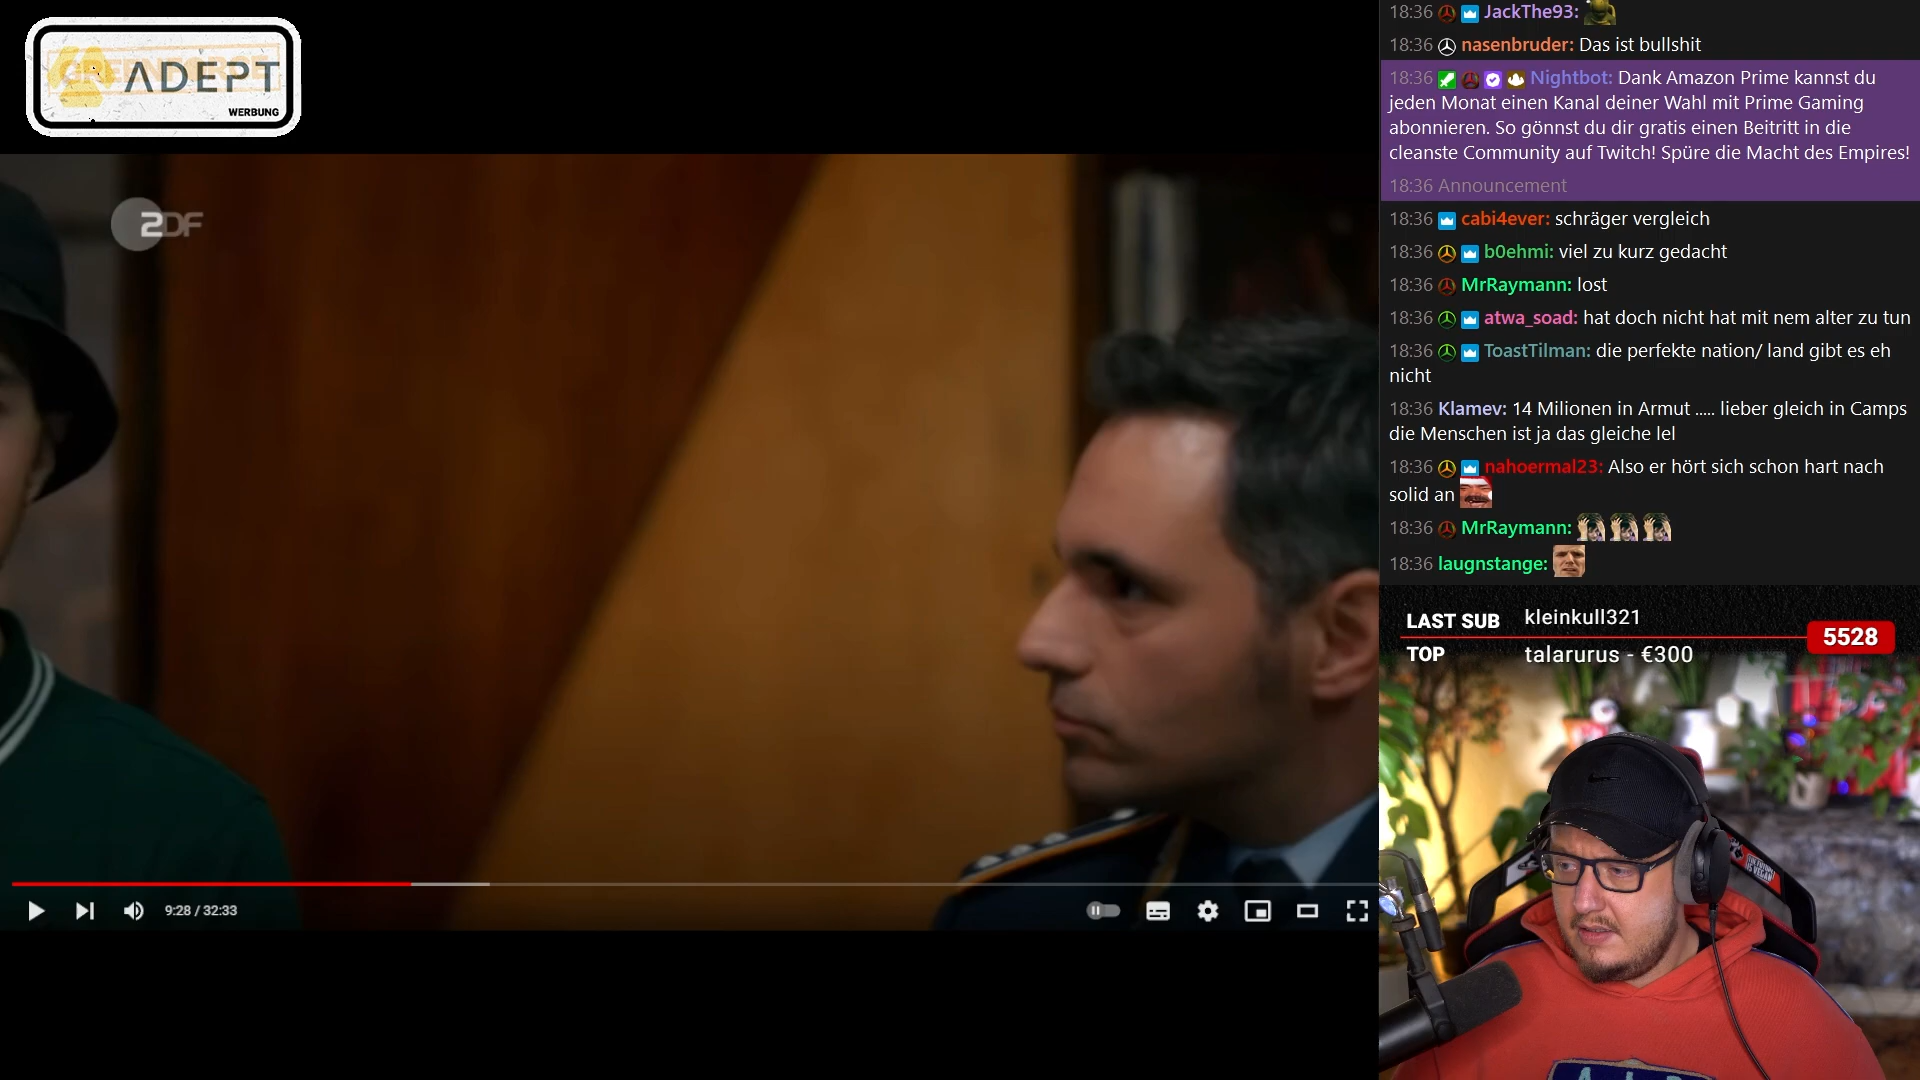 ADEPT
WERBUNG
ZDF
9:28 / 32:33
18:36 JackThe93:
18:36 nasenbruder: Das ist bullshit
18:36 Nightbot: Dank Amazon Prime kannst du
jeden Monat einen Kanal deiner Wahl mit Prime Gaming
abonnieren. So gönnst du dir gratis einen Beitritt in die
cleanste Community auf Twitch! Spüre die Macht des Empires!
18:36 Announcement
18:36 cabi4ever: schräger vergleich
18:36 b0ehmi: viel zu kurz gedacht
18:36 MrRaymann: lost
18:36 atwa_soad: hat doch nicht hat mit nem alter zu tun
18:36 ToastTilman: die perfekte nation/ land gibt es eh
nicht
18:36 Klamev: 14 Milionen in Armut ..... lieber gleich in Camps
die Menschen ist ja das gleiche lel
18:36 nahoermal23: Also er hört sich schon hart nach
solid an
18:36 MrRaymann:
18:36 laugnstange:
LAST SUB kleinkull321
5528
TOP talarurus - €300